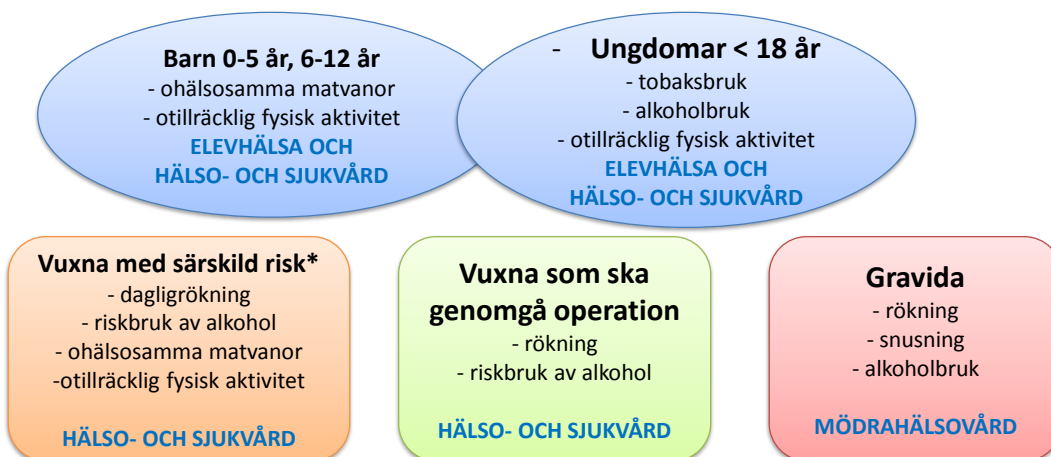 Barn 0-5 år, 6-12 år
- ohälsosamma matvanor
- otillräcklig fysisk aktivitet
ELEVHÄLSA OCH
HÄLSO- OCH SJUKVÅRD
- Ungdomar < 18 år
- tobaksbruk
- alkoholbruk
- otillräcklig fysisk aktivitet
ELEVHÄLSA OCH
HÄLSO- OCH SJUKVÅRD
Vuxna med särskild risk*
- dagligrökning
- riskbruk av alkohol
- ohälsosamma matvanor
-otillräcklig fysisk aktivitet
HÄLSO- OCH SJUKVÅRD
Vuxna som ska
genomgå operation
- rökning
- riskbruk av alkohol
HÄLSO- OCH SJUKVÅRD
Gravida
- rökning
- snusning
- alkoholbruk
MÖDRAHÄLSOVÅRD